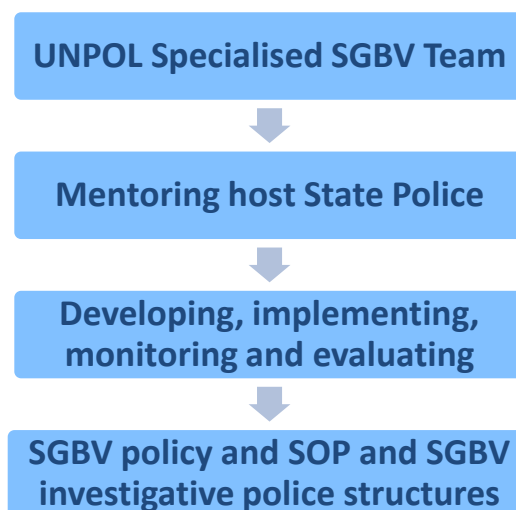 UNPOL Specialised SGBV Team
Mentoring host State Police
Developing, implementing,
monitoring and evaluating
SGBV policy and SOP and SGBV
investigative police structures